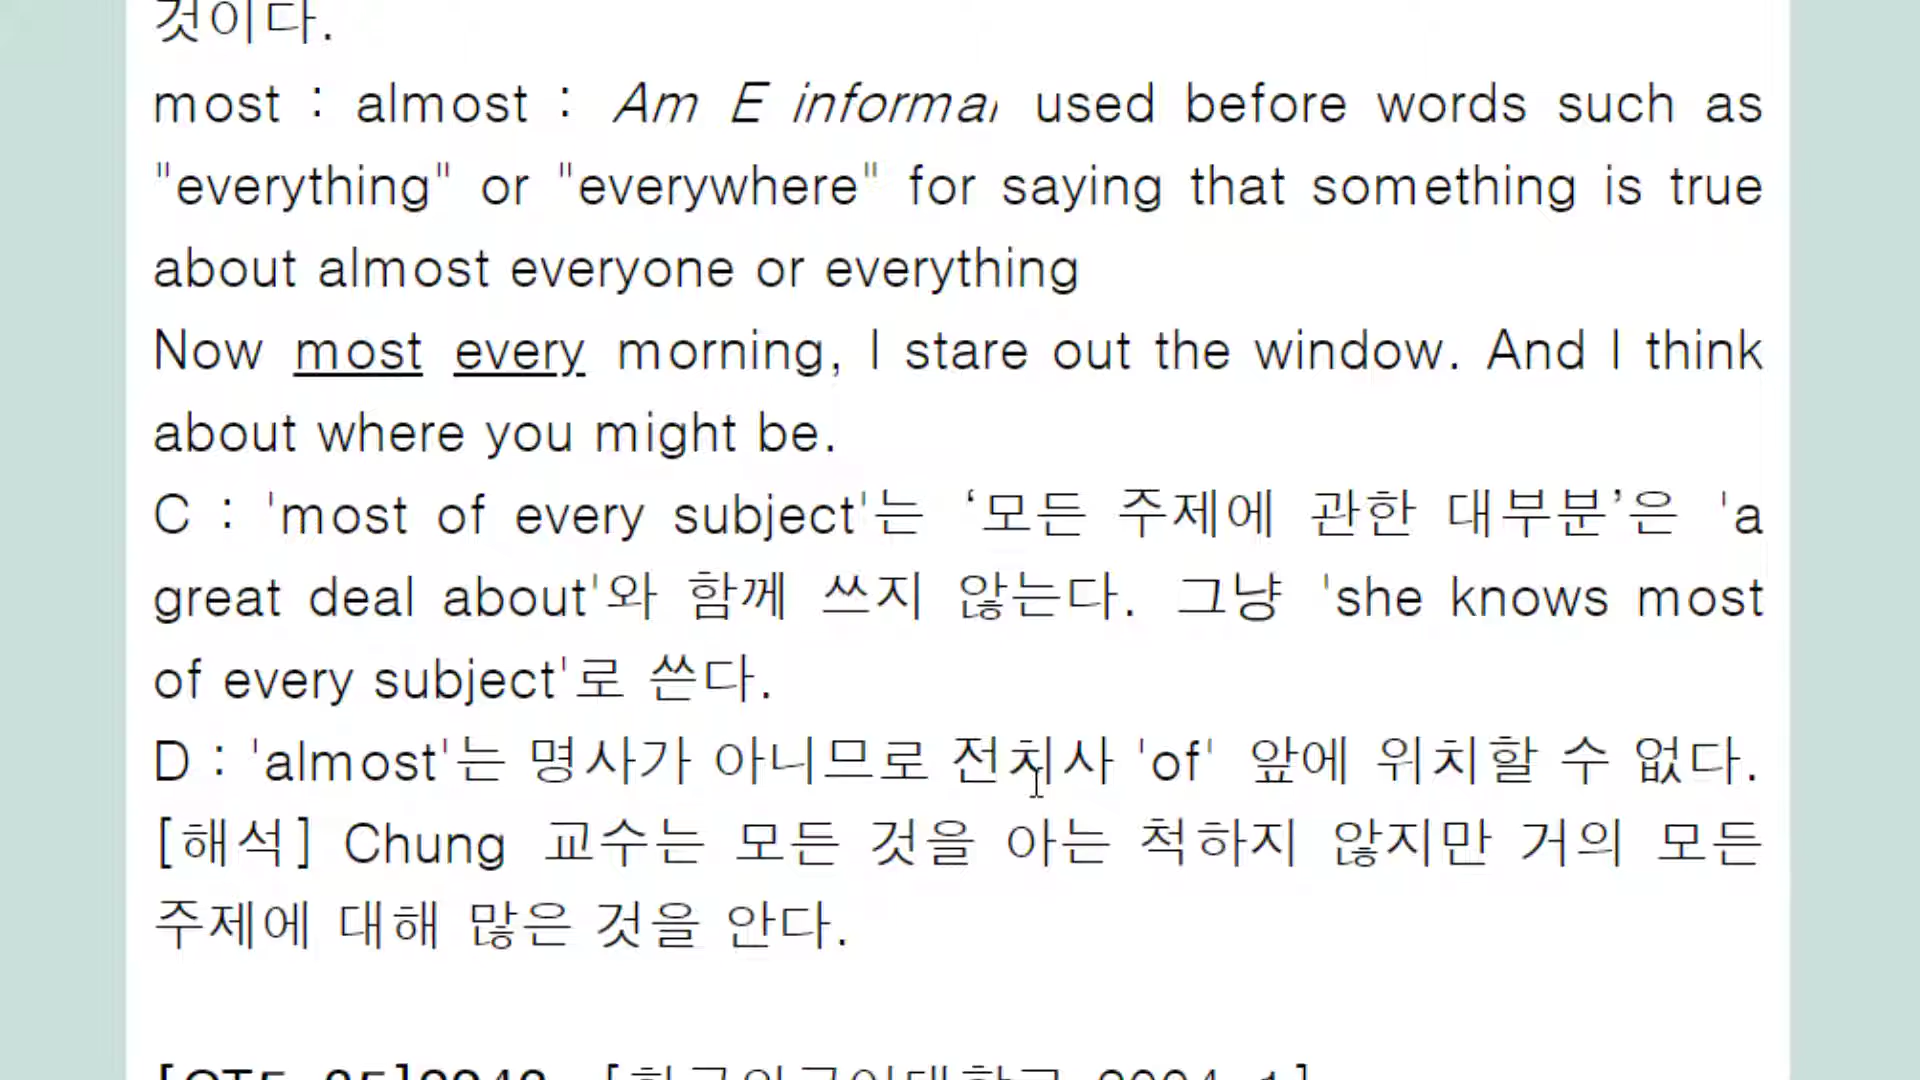 것이다.
most : almost : Am E informal used before words such as
"everything" or "everywhere" for saying that something is true
about almost everyone or everything
Now most every morning, I stare out the window. And I think
about where you might be.
C : 'most of every subject'는 ‘모든 주제에 관한 대부분’은 'a
great deal about'와 함께 쓰지 않는다. 그냥 'she knows most
of every subject'로 쓴다.
D : 'almost'는 명사가 아니므로 전치사 'of' 앞에 위치할 수 없다.
[해석] Chung 교수는 모든 것을 아는 척하지 않지만 거의 모든
주제에 대해 많은 것을 안다.